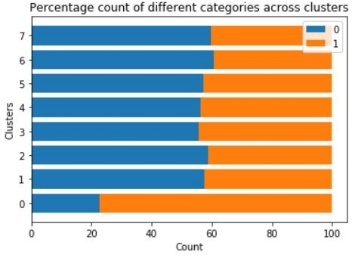 Percentage count of different categories across clusters
0
1
Clusters
7
6
5
4
3
2
1
0
0 20 40 60 80 100
Count